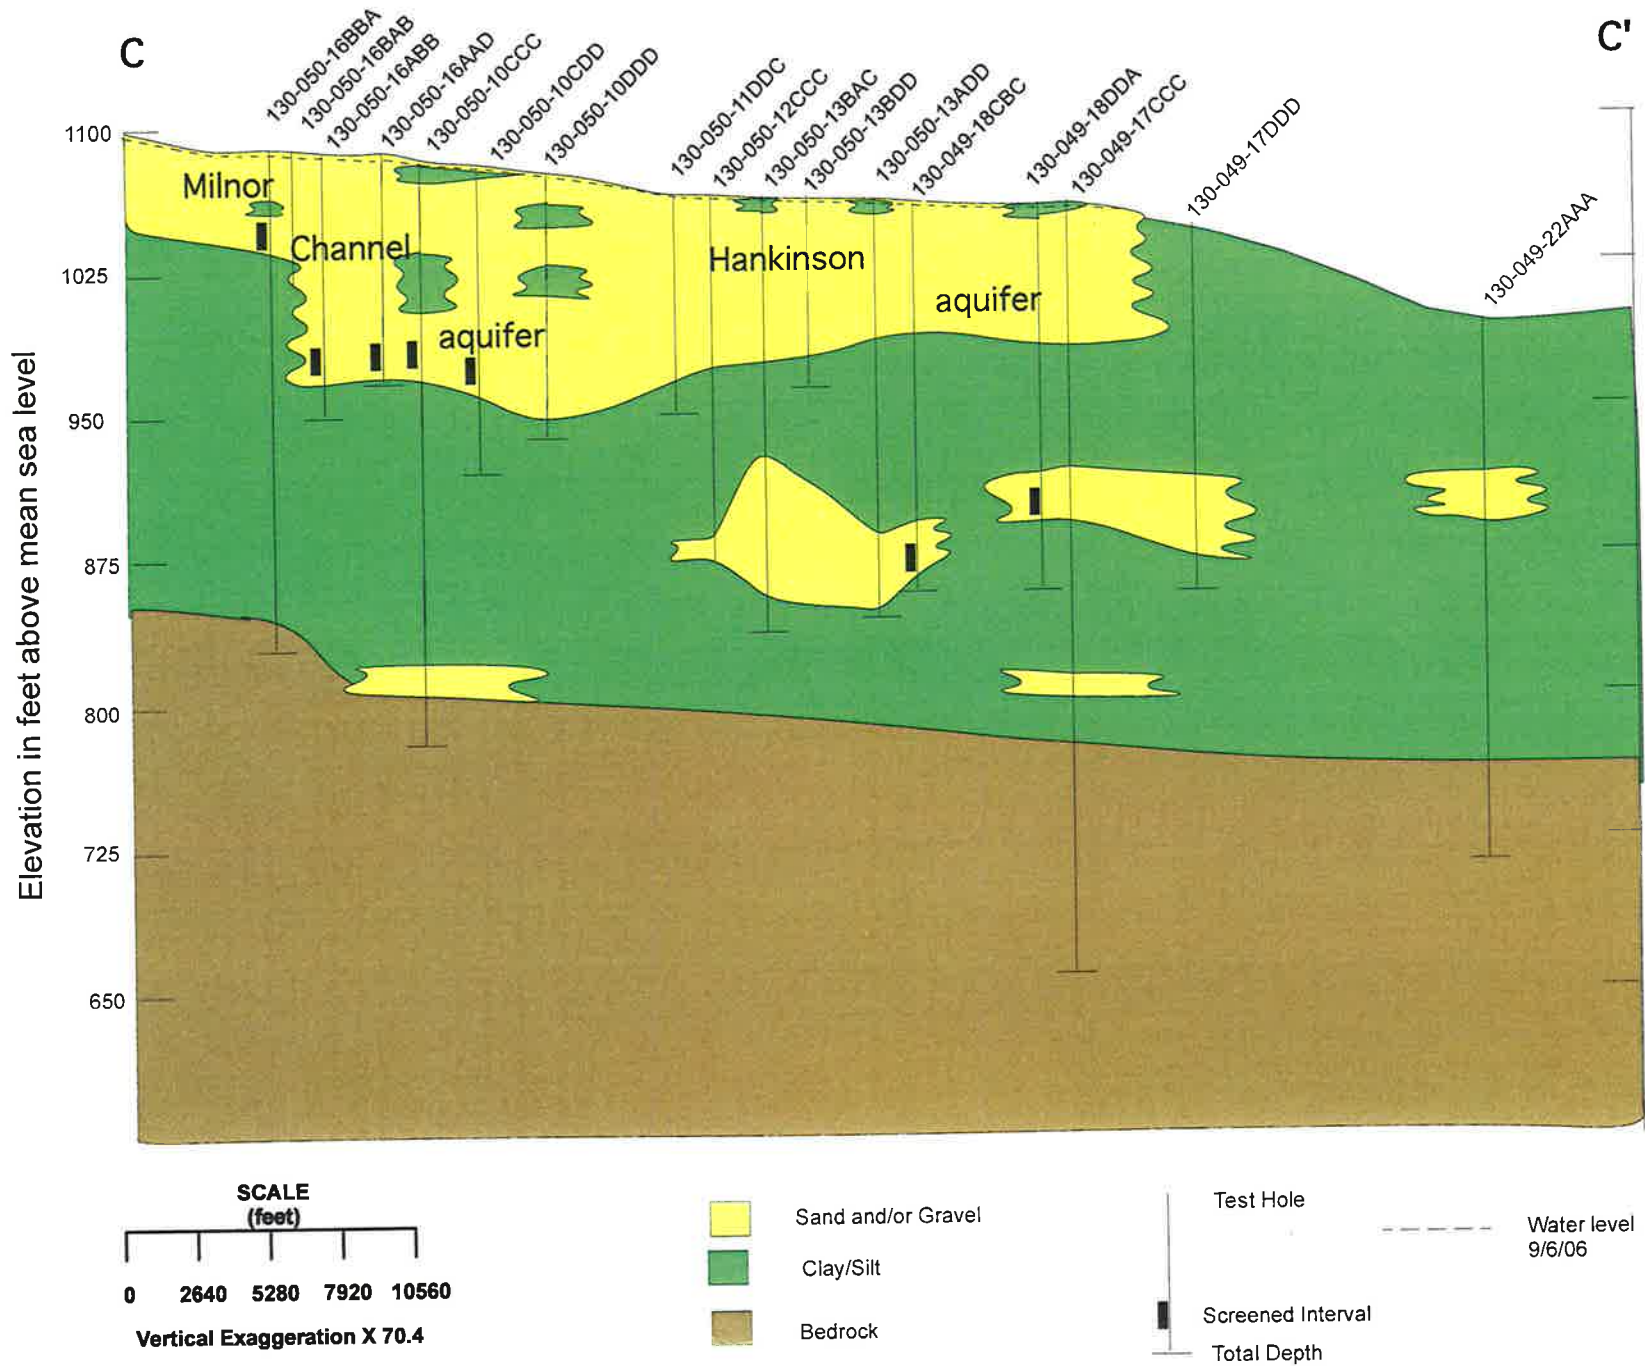 C
C'
130-050-16BBA
130-050-16BAB
130-050-16ABB
130-050-16AAD
130-050-10CCC
130-050-10CDD
130-050-10DDD
130-050-11DDC
130-050-12CCC
130-050-13BAC
130-050-13BDD
130-050-13ADD
130-049-18CBC
130-049-18DDA
130-049-17CCC
130-049-17DDD
130-049-22AAA
Elevation in feet above mean sea level
1100
1025
950
875
800
725
650
Milnor
Channel
aquifer
Hankinson
aquifer
SCALE
(feet)
0 2640 5280 7920 10560
Vertical Exaggeration X 70.4
Sand and/or Gravel
Clay/Silt
Bedrock
Test Hole
Screened Interval
Total Depth
Water level
9/6/06